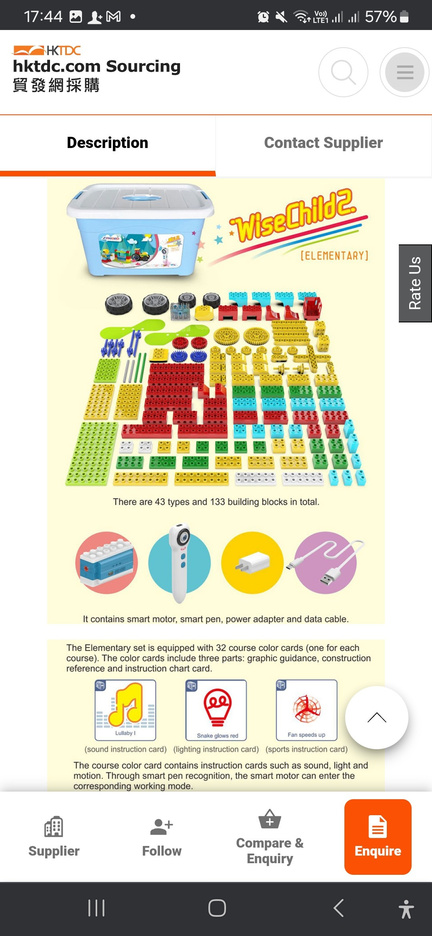 17:44
57%
HKTDC
hktdc.com Sourcing
貿發網採購
Description
Contact Supplier
WiseChild2
[ELEMENTARY]
Rate Us
There are 43 types and 133 building blocks in total.
It contains smart motor, smart pen, power adapter and data cable.
The Elementary set is equipped with 32 course color cards (one for each
course). The color cards include three parts: graphic guidance, construction
reference and instruction chart card.
Lullaby I
Snake glows red
Fan speeds up
(sound instruction card)
(lighting instruction card)
(sports instruction card)
The course color card contains instruction cards such as sound, light and
motion. Through smart pen recognition, the smart motor can enter the
corresponding working mode.
Supplier
Follow
Compare &
Enquiry
Enquire